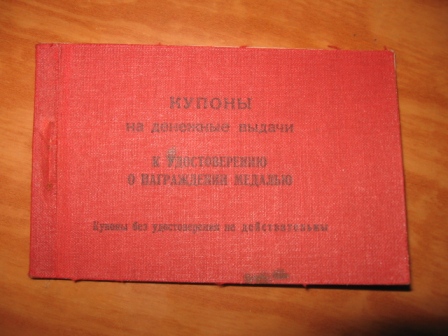 КУПОНЫ
на денежные выдачи
К УДОСТОВЕРЕНИЮ
О НАГРАЖДЕНИИ МЕДАЛЬЮ
Купоны без удостоверения не действительны